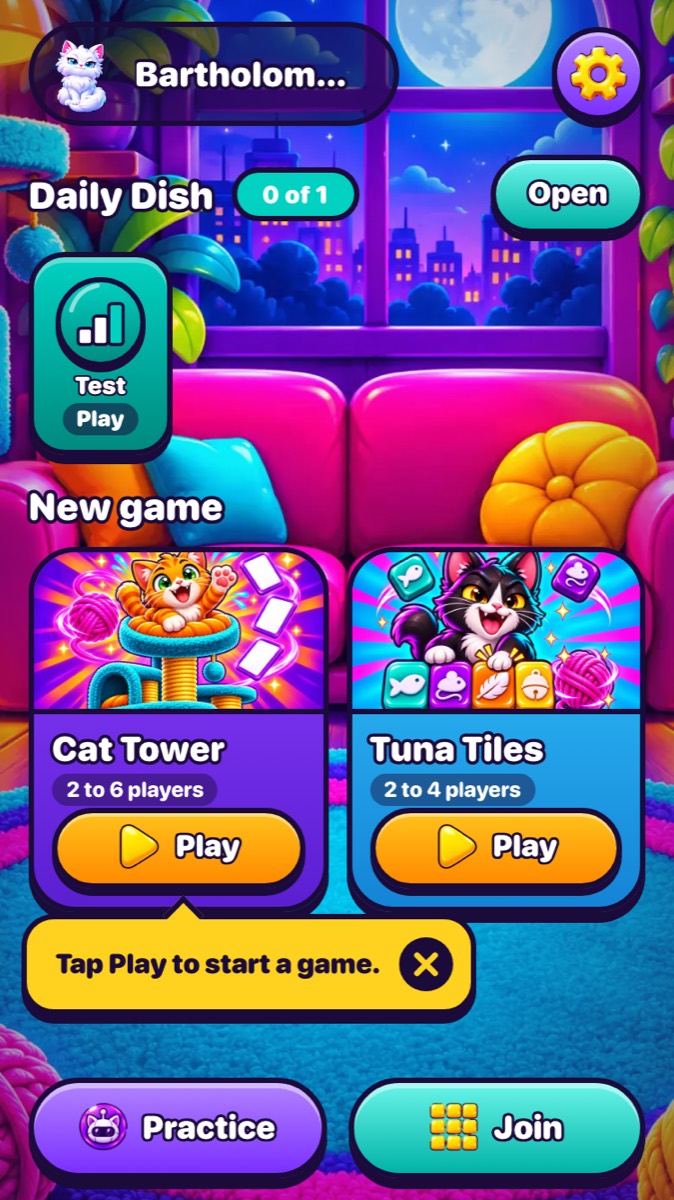 Bartholom...
Daily Dish
0 of 1
Open
Test
Play
New game
Cat Tower
2 to 6 players
Play
Tuna Tiles
2 to 4 players
Play
Tap Play to start a game.
Practice
Join